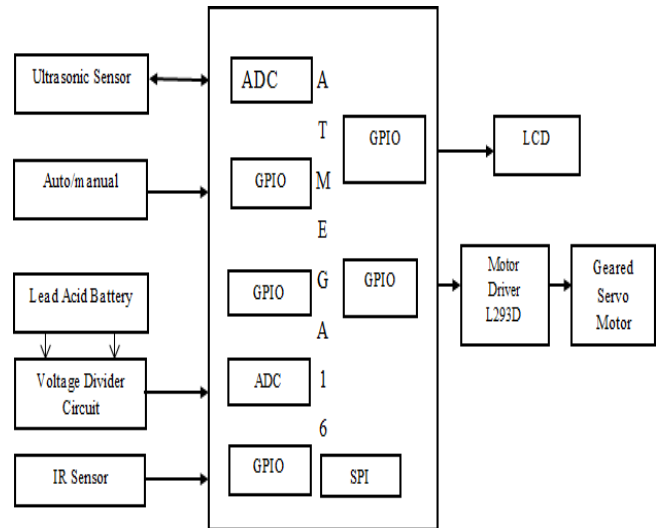 Ultrasonic Sensor
Auto/manual
Lead Acid Battery
Voltage Divider
Circuit
IR Sensor
ADC
GPIO
GPIO
ADC
GPIO
A
T
M
E
G
A
1
6
GPIO
GPIO
SPI
LCD
Motor
Driver
L293D
Geared
Servo
Motor